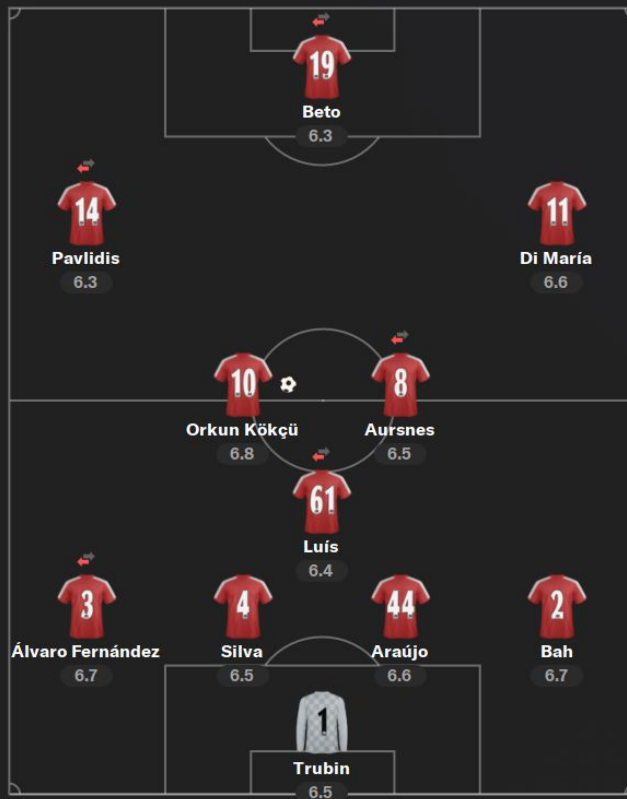 19
Beto
6.3
14
11
Pavlidis
Di María
6.3
6.6
10
8
Orkun Kökçü
Aursnes
6.8
6.5
61
Luís
6.4
3
4
44
2
Álvaro Fernández
Silva
Araújo
Bah
6.7
6.5
6.6
6.7
1
Trubin
6.5